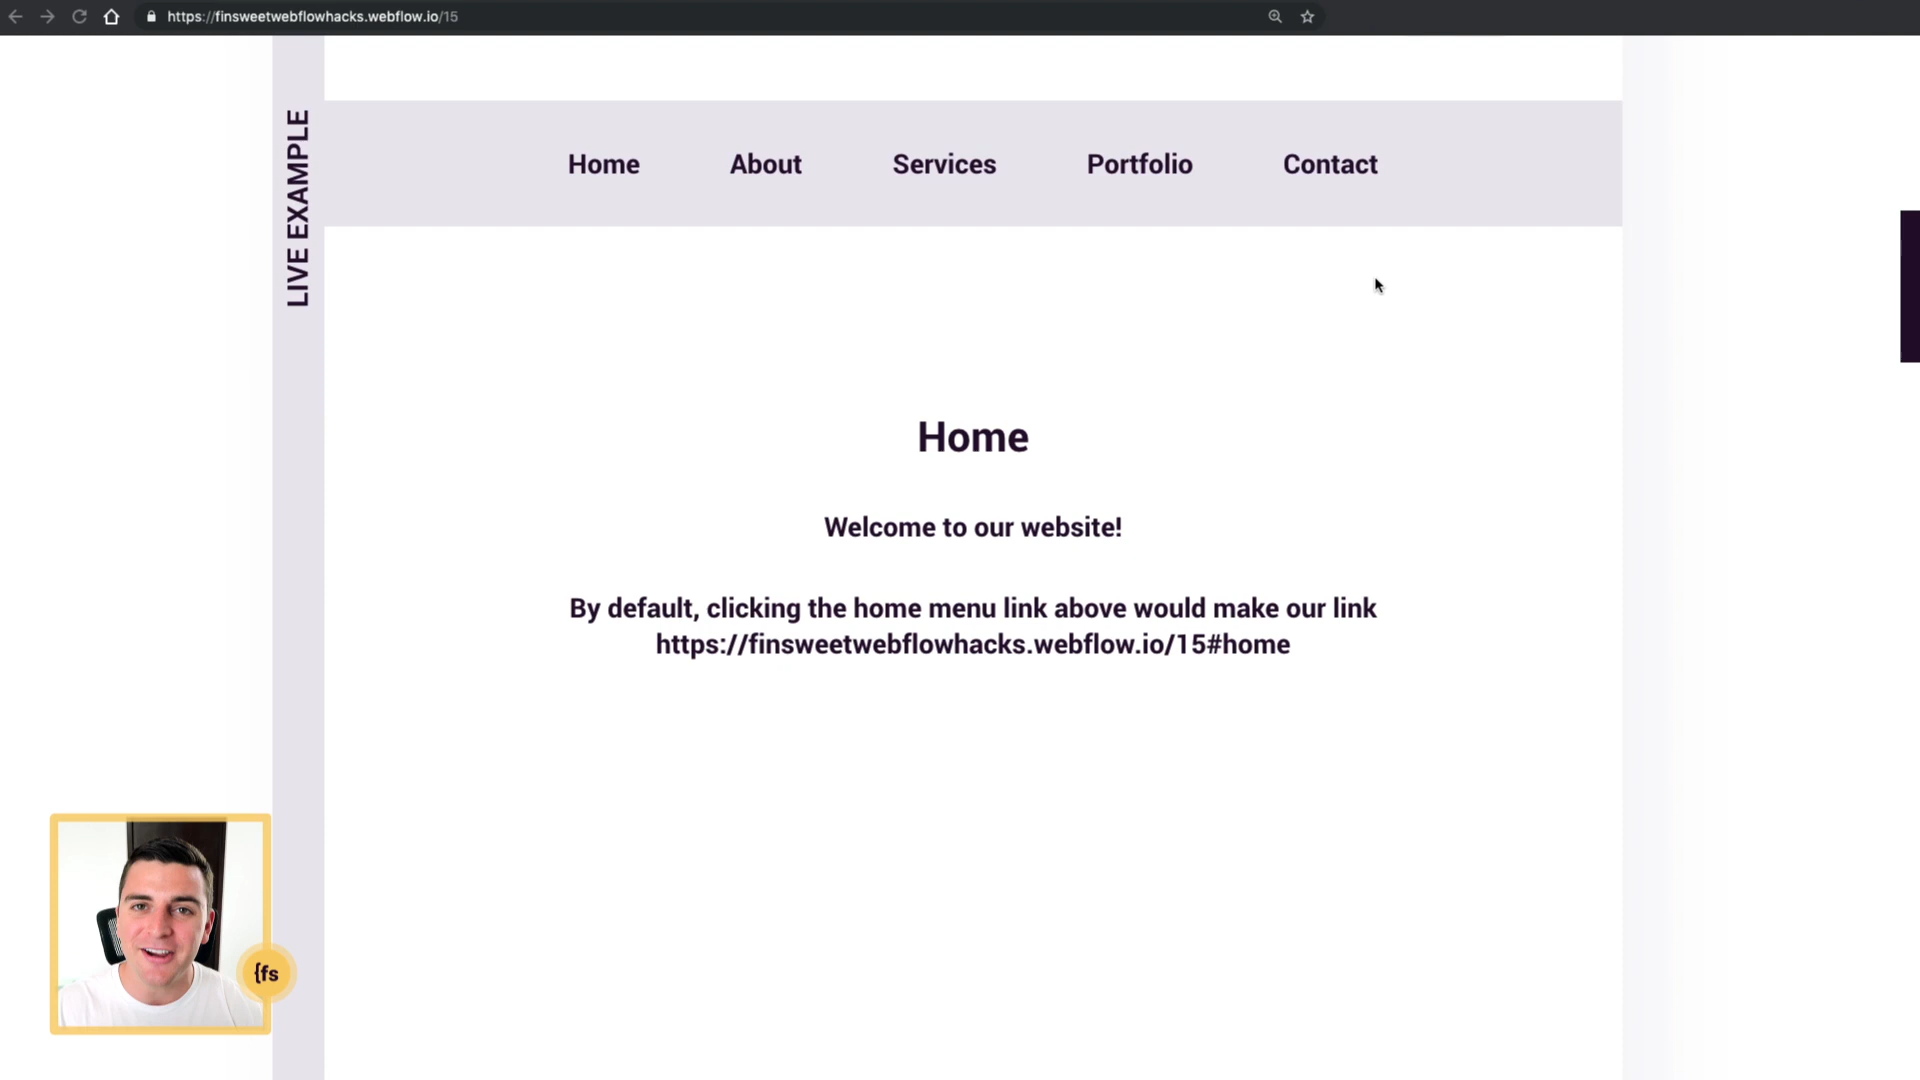 https://finsweetwebflowhacks.webflow.io/15
LIVE EXAMPLE
Home About Services Portfolio Contact
Home
Welcome to our website!
By default, clicking the home menu link above would make our link
https://finsweetwebflowhacks.webflow.io/15#home
{fs